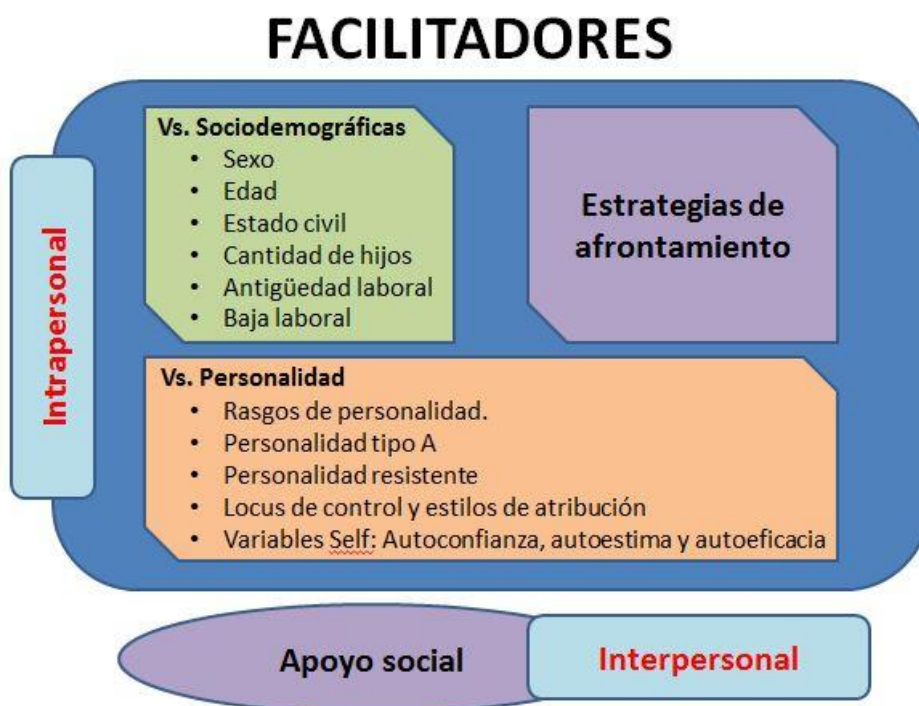 FACILITADORES
Intrapersonal
Vs. Sociodemográficas
• Sexo
• Edad
• Estado civil
• Cantidad de hijos
• Antigüedad laboral
• Baja laboral
Estrategias de
afrontamiento
Vs. Personalidad
• Rasgos de personalidad.
• Personalidad tipo A
• Personalidad resistente
• Locus de control y estilos de atribución
• Variables Self: Autoconfianza, autoestima y autoeficacia
Apoyo social
Interpersonal